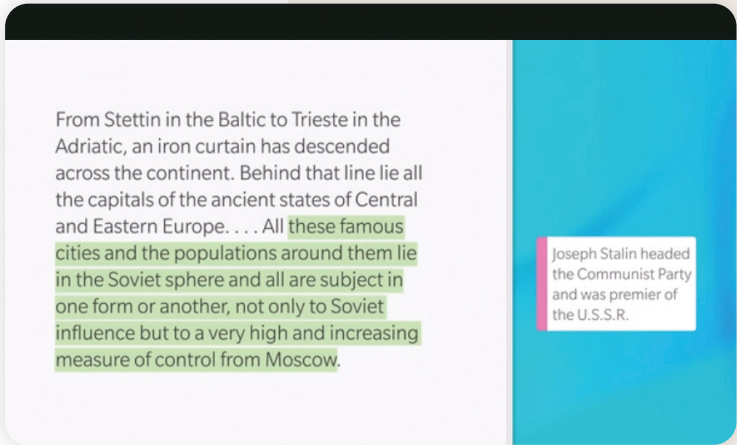 From Stettin in the Baltic to Trieste in the
Adriatic, an iron curtain has descended
across the continent. Behind that line lie all
the capitals of the ancient states of Central
and Eastern Europe. . . . All these famous
cities and the populations around them lie
in the Soviet sphere and all are subject in
one form or another, not only to Soviet
influence but to a very high and increasing
measure of control from Moscow.
Joseph Stalin headed
the Communist Party
and was premier of
the U.S.S.R.